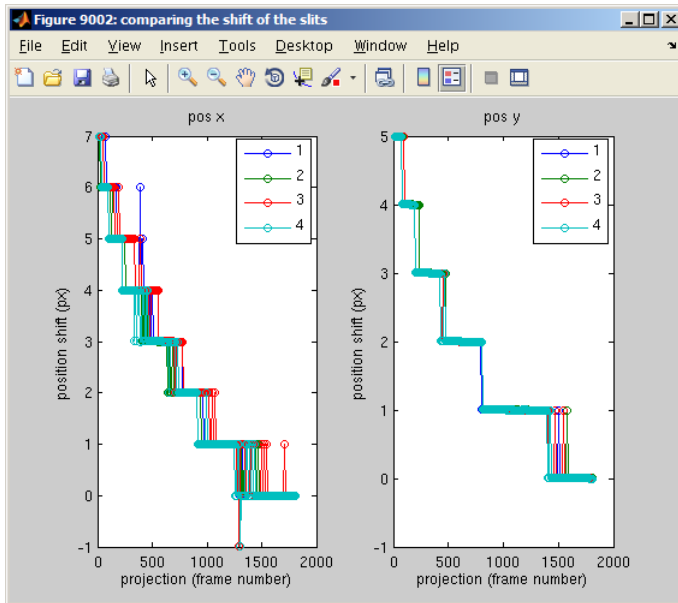 Figure 9002: comparing the shift of the slits
File Edit View Insert Tools Desktop Window Help
pos x
pos y
7
6
5
4
3
2
1
0
-1
5
4
3
2
1
0
-1
1
2
3
4
1
2
3
4
position shift (px)
position shift (px)
0 500 1000 1500 2000
0 500 1000 1500 2000
projection (frame number)
projection (frame number)